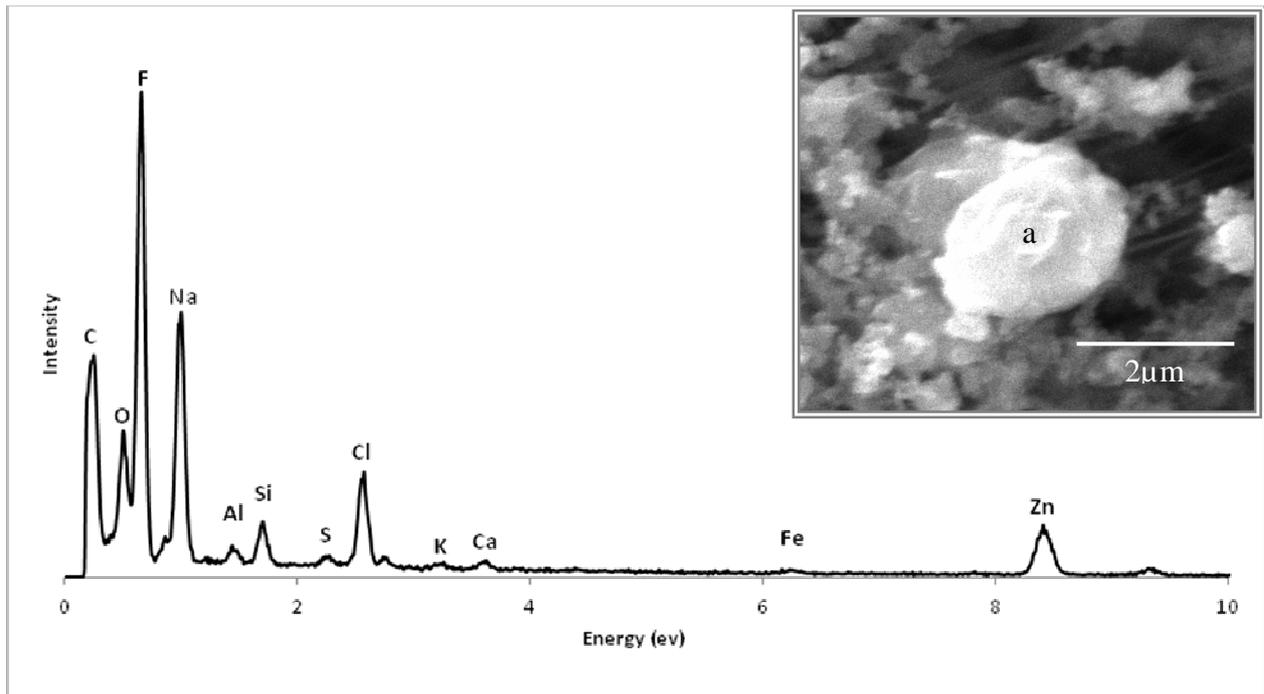 F
Na
C
O
Al
Si
S
Cl
K
Ca
Fe
Zn
Intensity
0 2 4 6 8 10
Energy (ev)
a
2µm